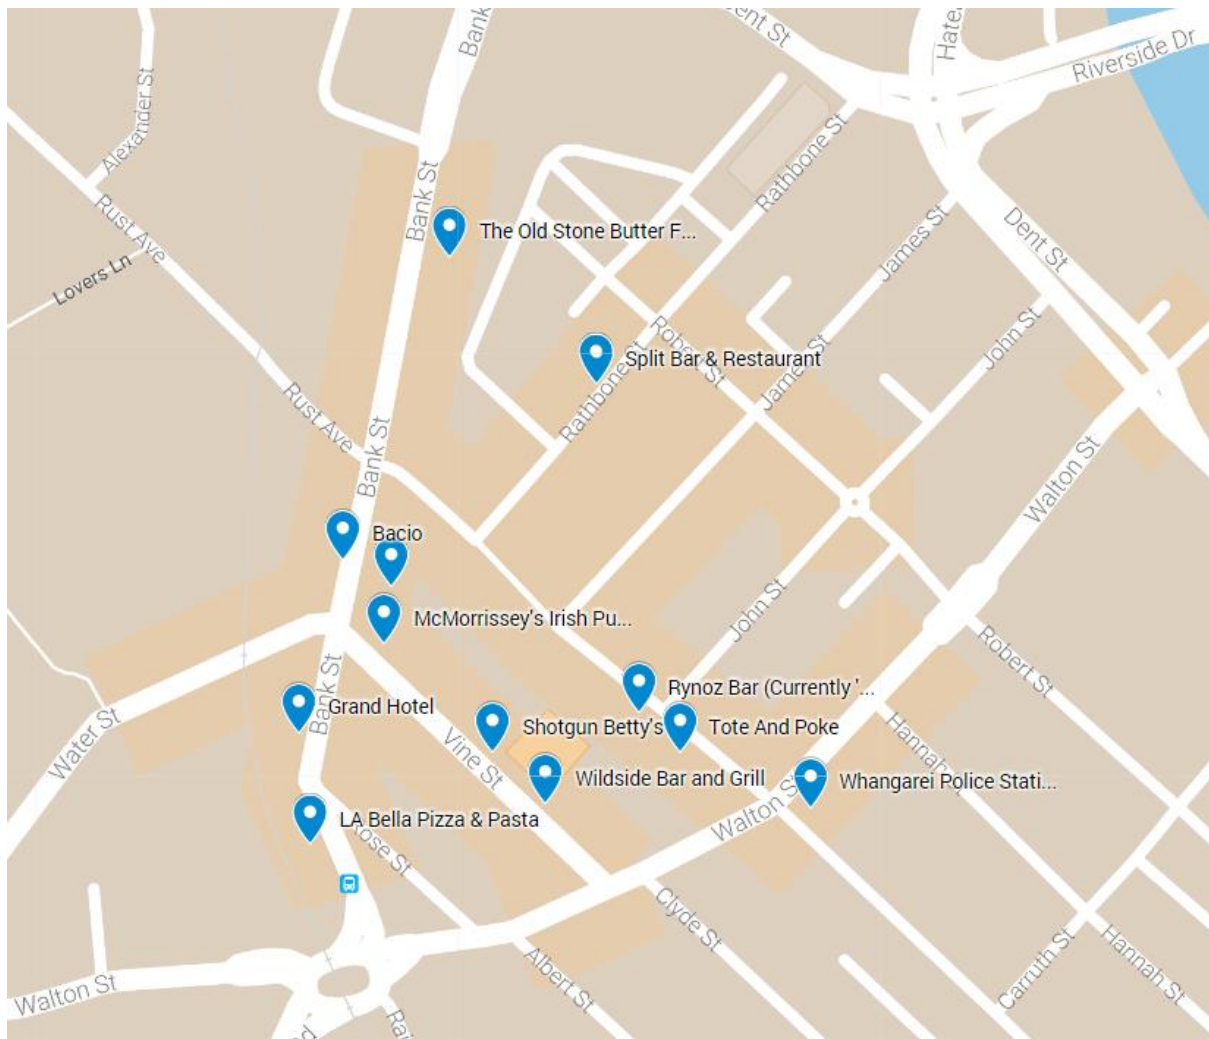 Bank
Dent St
Hate
Riverside Dr
Alexander St
Rathbone St
Bank St
Rust Ave
James St
The Old Stone Butter F...
Dent St
Lovers Ln
John St
Robert St
Split Bar & Restaurant
James St
Rathbone St
Rust Ave
Bank St
Walton St
Bacio
John St
McMorrissey's Irish Pu...
Robert St
Bank St
Rynoz Bar (Currently '...
Grand Hotel
Shotgun Betty's
Tote And Poke
Water St
Vine St
Hannah
Wildside Bar and Grill
Whangarei Police Stati...
Walton St
LA Bella Pizza & Pasta
Rose St
Clyde St
Albert St
Carruth St
Hannah St
Walton St
Rai